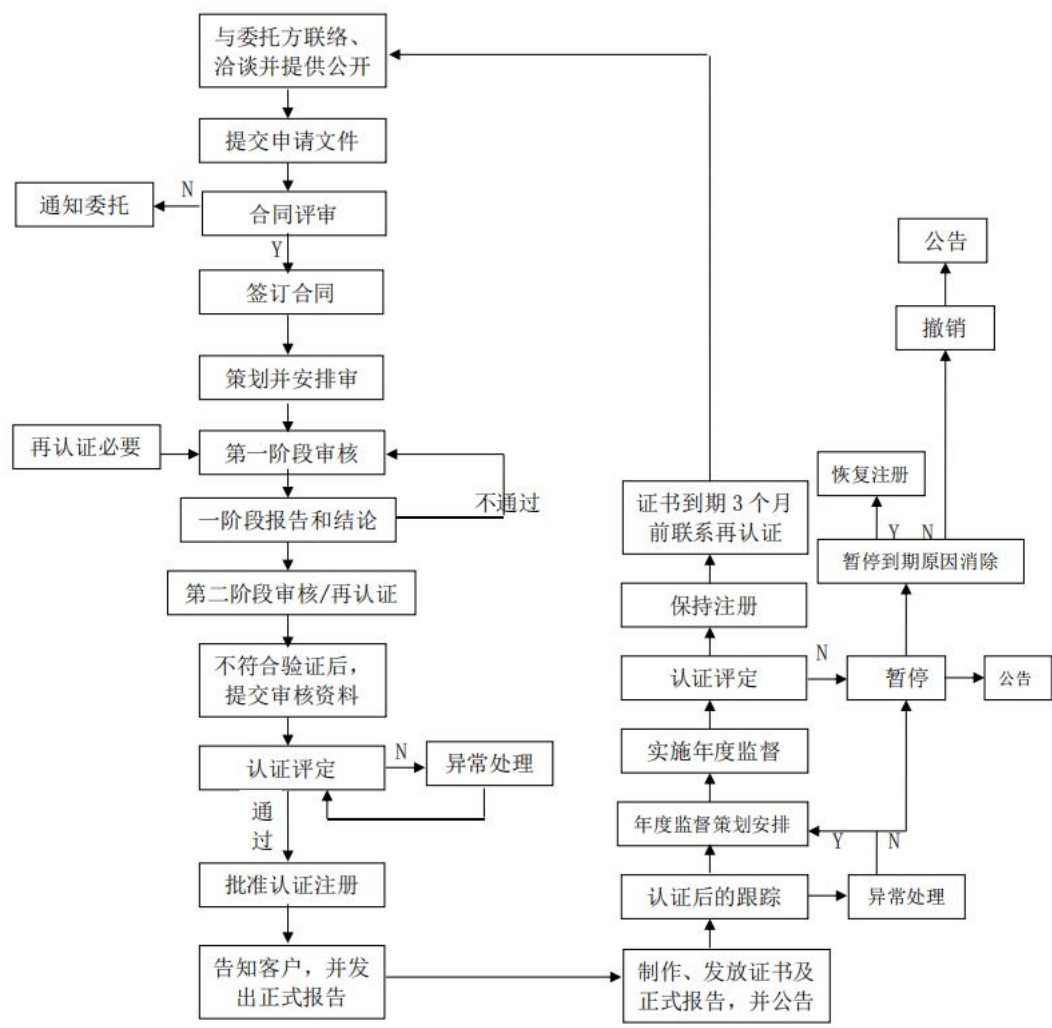 与委托方联络、
洽谈并提供公开
提交申请文件
通知委托
N
合同评审
Y
签订合同
策划并安排审
再认证必要
第一阶段审核
不通过
一阶段报告和结论
第二阶段审核/再认证
不符合验证后，
提交审核资料
认证评定
N
异常处理
通
过
批准认证注册
告知客户，并发
出正式报告
制作、发放证书及
正式报告，并公告
认证后的跟踪
异常处理
Y
N
年度监督策划安排
实施年度监督
认证评定
N
暂停
公告
保持注册
证书到期 3 个月
前联系再认证
暂停到期原因消除
Y
N
恢复注册
撤销
公告